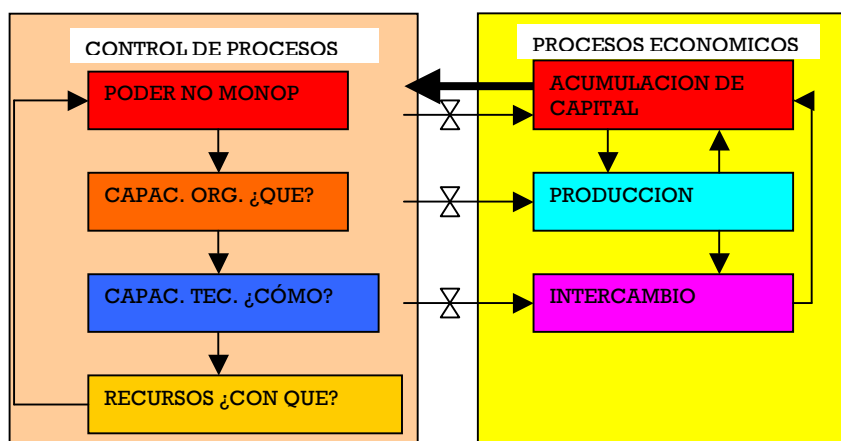 CONTROL DE PROCESOS
PODER NO MONOP
CAPAC. ORG. ¿QUE?
CAPAC. TEC. ¿CÓMO?
RECURSOS ¿CON QUE?
PROCESOS ECONOMICOS
ACUMULACION DE
CAPITAL
PRODUCCION
INTERCAMBIO